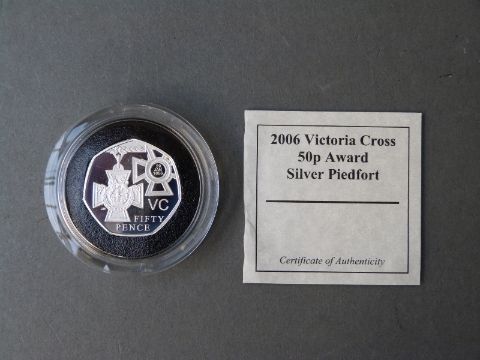 VC
FIFTY
PENCE
2006 Victoria Cross
50p Award
Silver Piedfort
Certificate of Authenticity